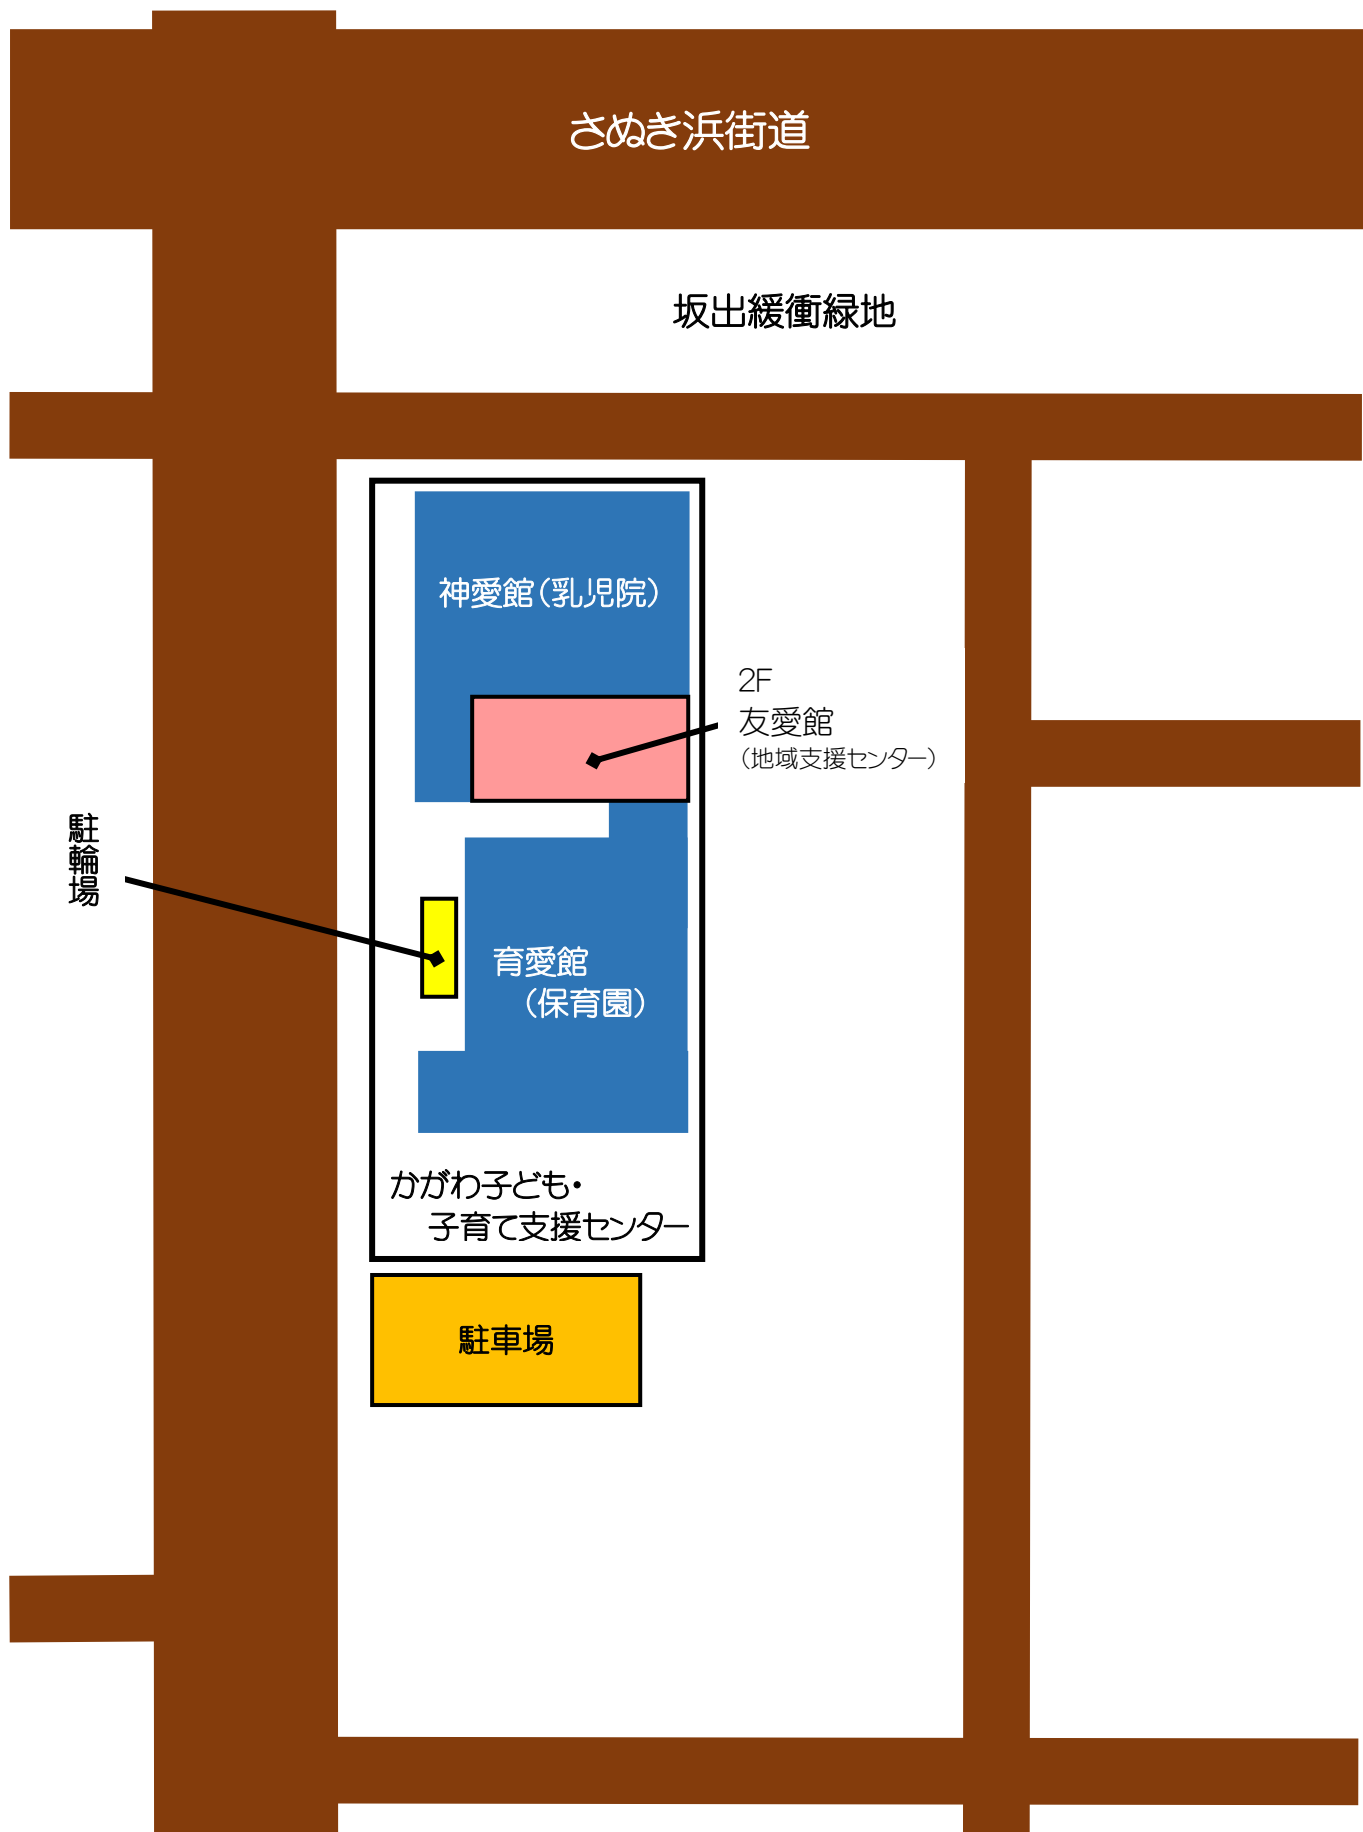 さぬき浜街道
坂出緩衝緑地
神愛館（乳児院）
2F
友愛館
（地域支援センター）
駐輪場
育愛館
（保育園）
かがわ子ども・
子育て支援センター
駐車場